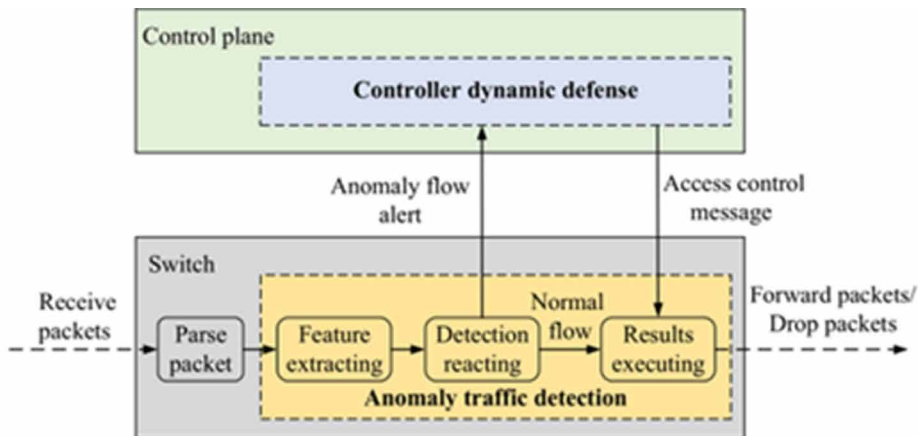 Control plane
Controller dynamic defense
Anomaly flow
alert
Access control
message
Switch
Receive
packets
Parse
packet
Feature
extracting
Detection
reacting
Normal
flow
Results
executing
Forward packets/
Drop packets
Anomaly traffic detection